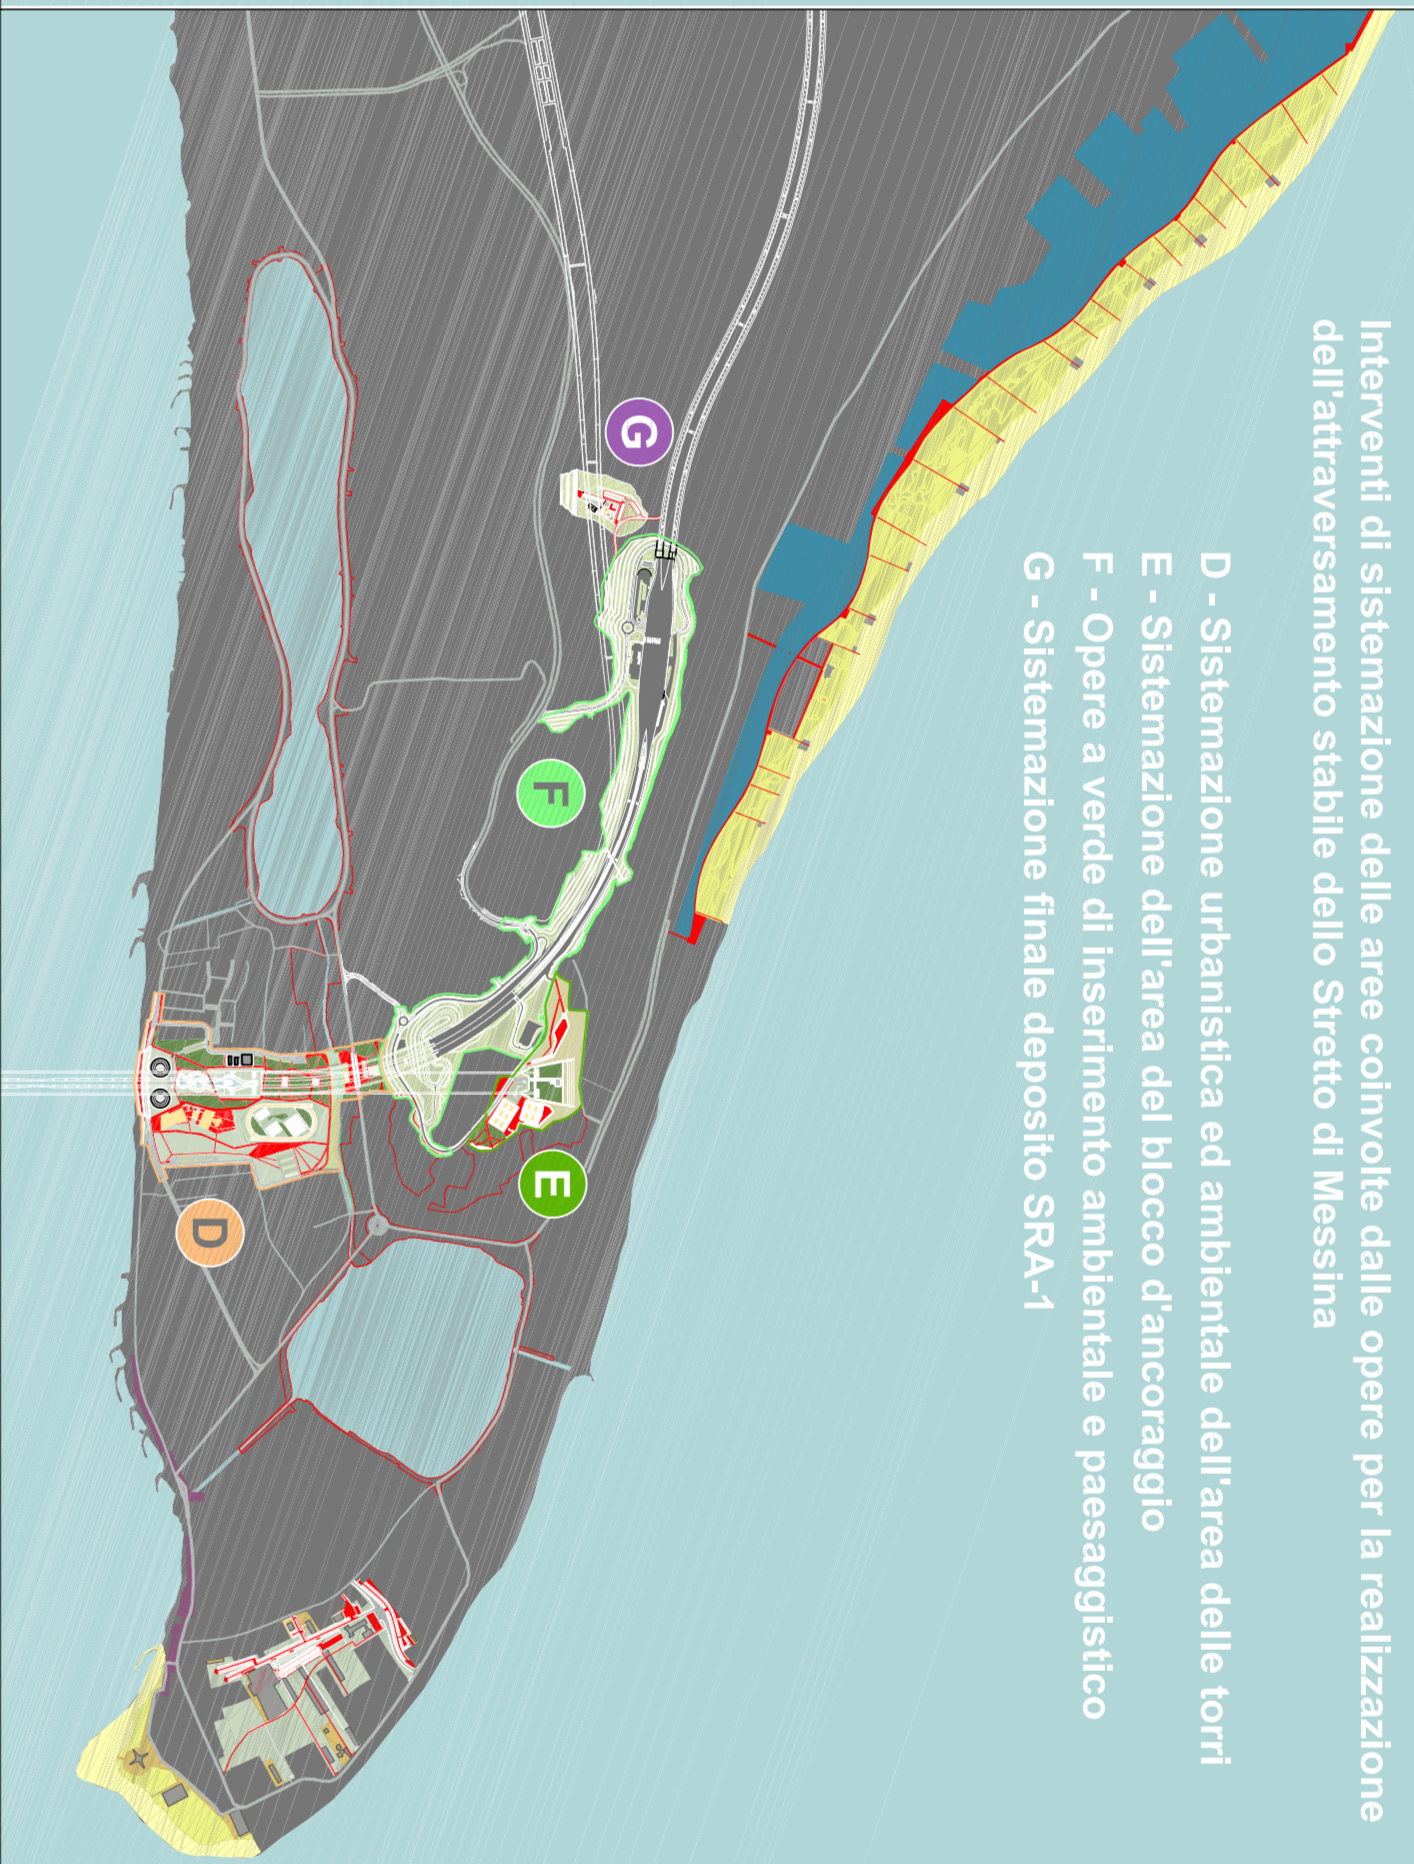 Interventi di sistemazione delle aree coinvolte dalle opere per la realizzazione
dell'attraversamento stabile dello Stretto di Messina
D - Sistemazione urbanistica ed ambientale dell'area delle torri
E - Sistemazione dell'area del blocco d'ancoraggio
F - Opere a verde di inserimento ambientale e paesaggistico
G - Sistemazione finale deposito SRA-1
G
F
E
D